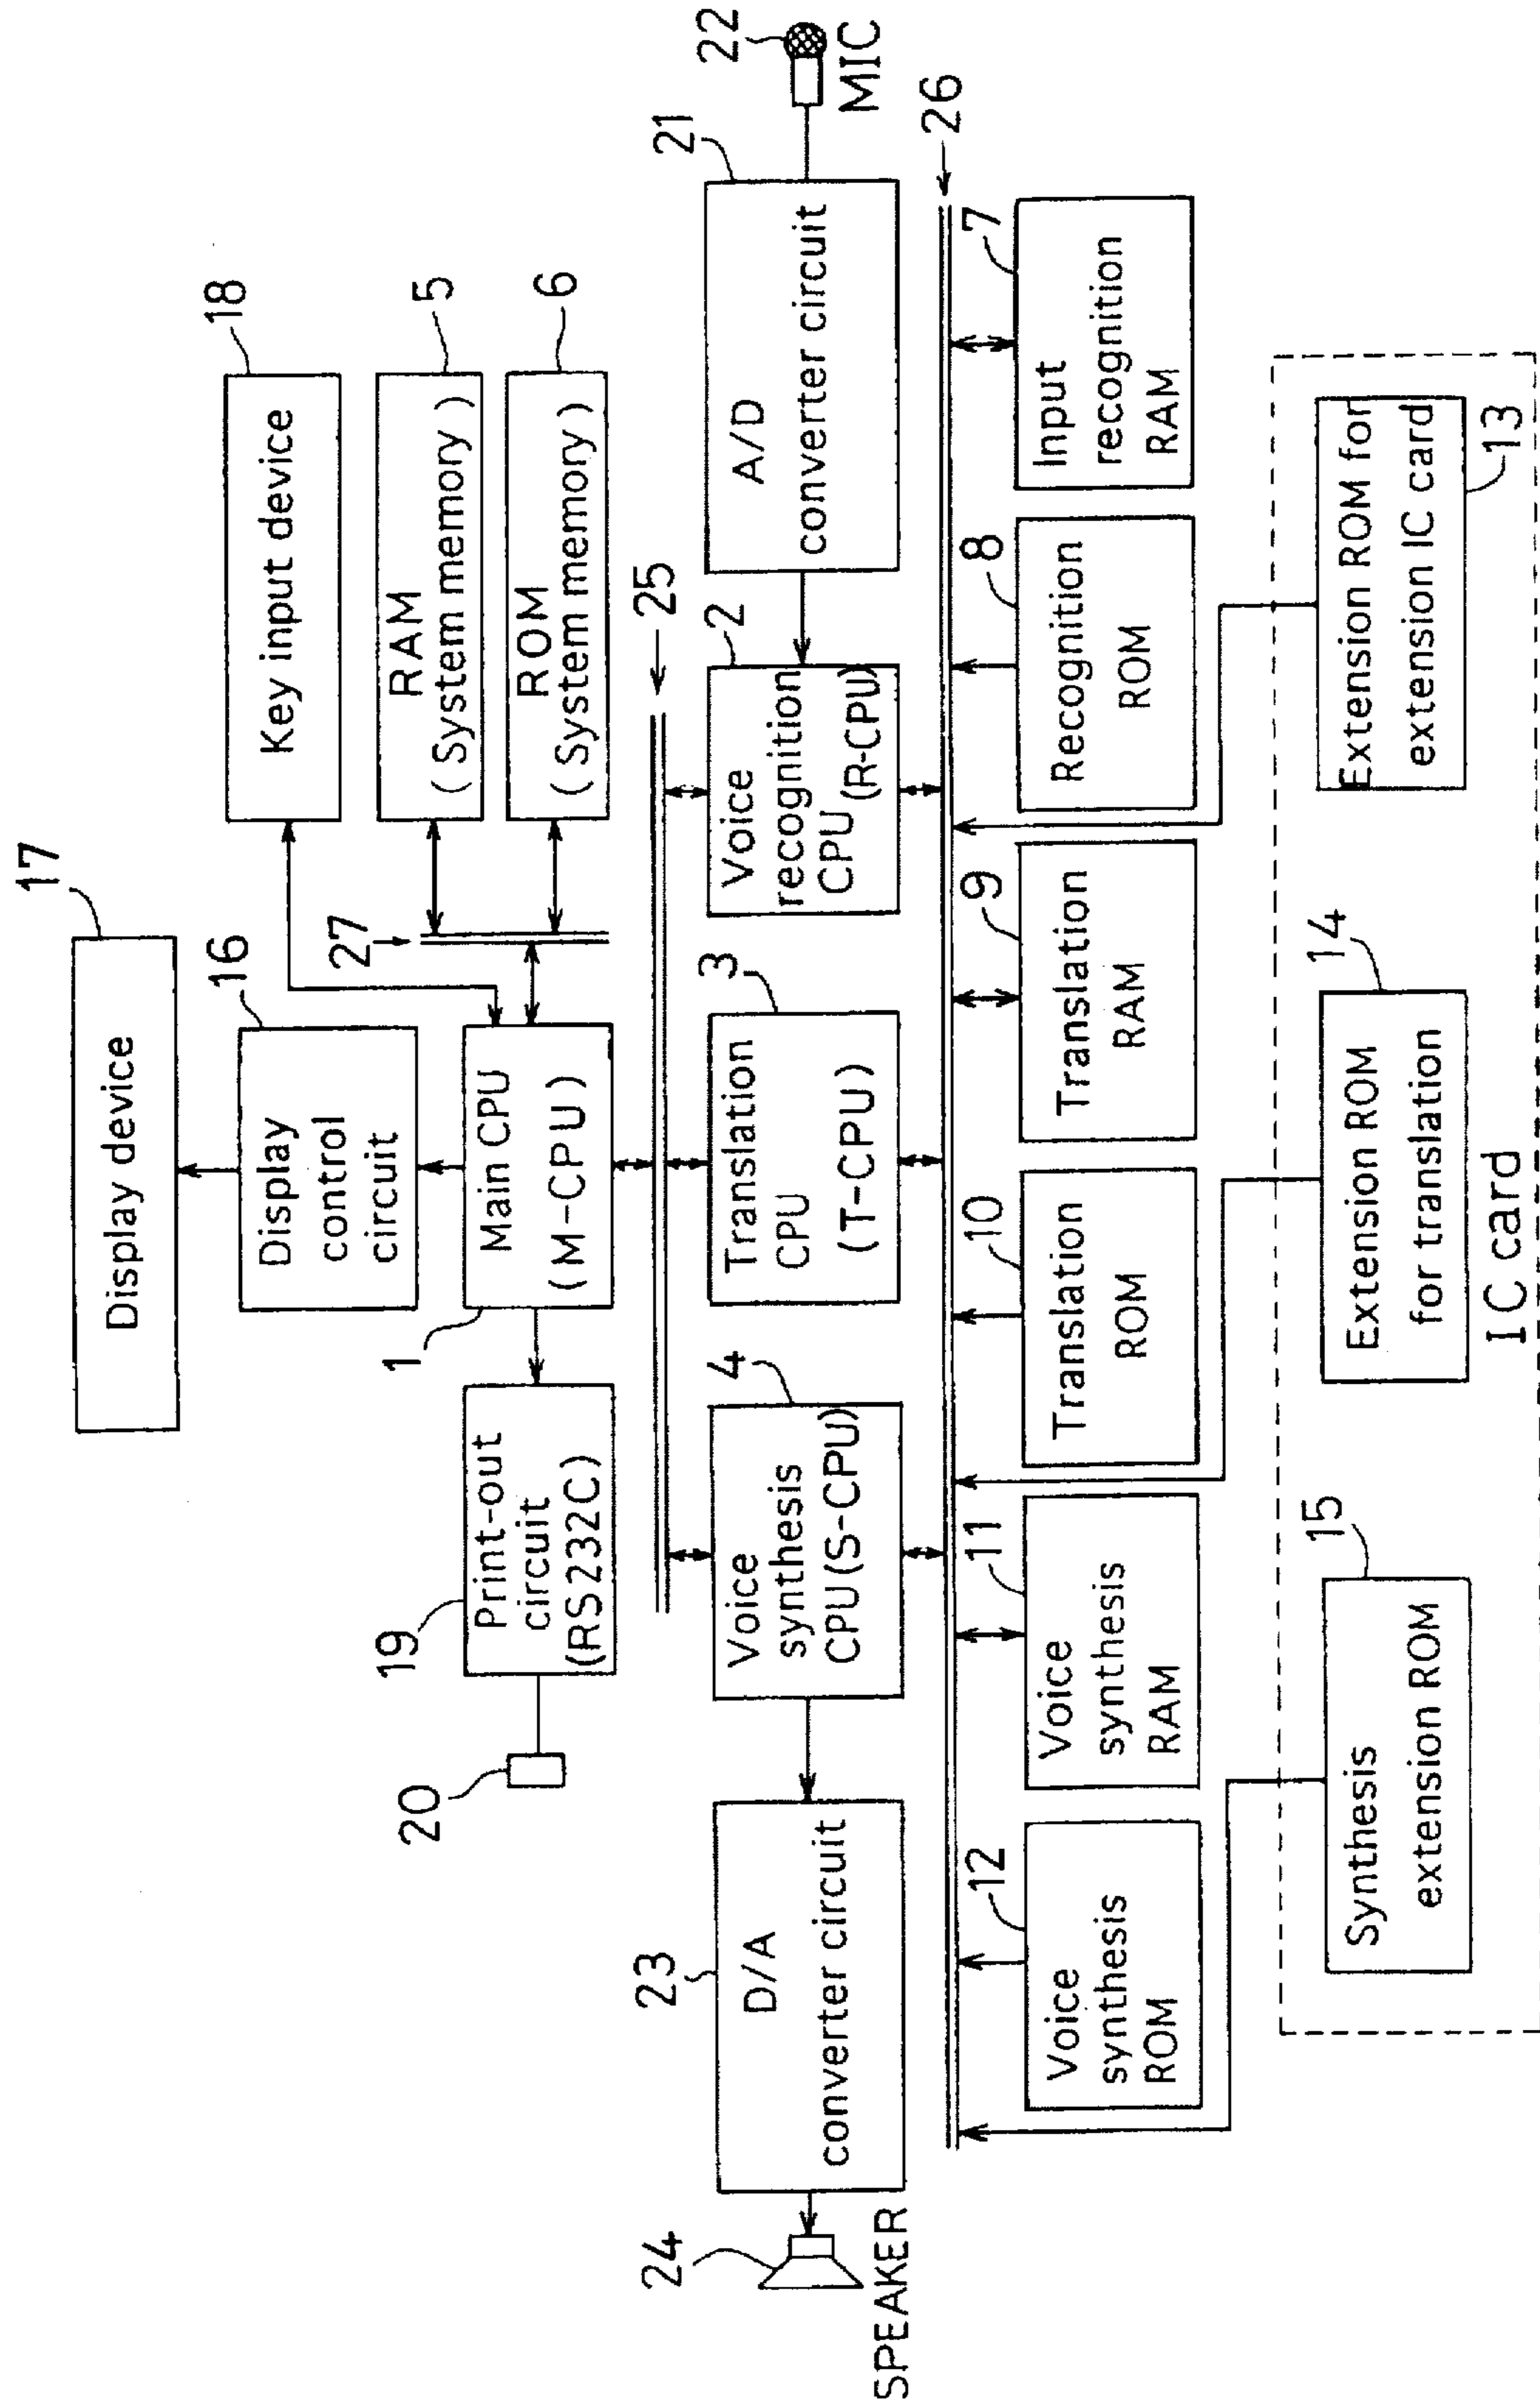 17
Display device
16
Display
control
circuit
18
Key input device
5
RAM
(System memory)
6
ROM
(System memory)
27
1
Main CPU
(M-CPU)
19
Print-out
circuit
(RS232C)
20
25
24
SPEAKER
23
D/A
converter circuit
4
Voice
synthesis
CPU(S-CPU)
3
Translation
CPU
(T-CPU)
2
Voice
recognition
CPU(R-CPU)
21
A/D
converter circuit
22
MIC
26
12
Voice
synthesis
ROM
11
Voice
synthesis
RAM
10
Translation
ROM
9
Translation
RAM
8
Recognition
ROM
7
Input
recognition
RAM
15
Synthesis
extension ROM
14
Extension ROM
for translation
Extension ROM for
extension IC card
13
IC card